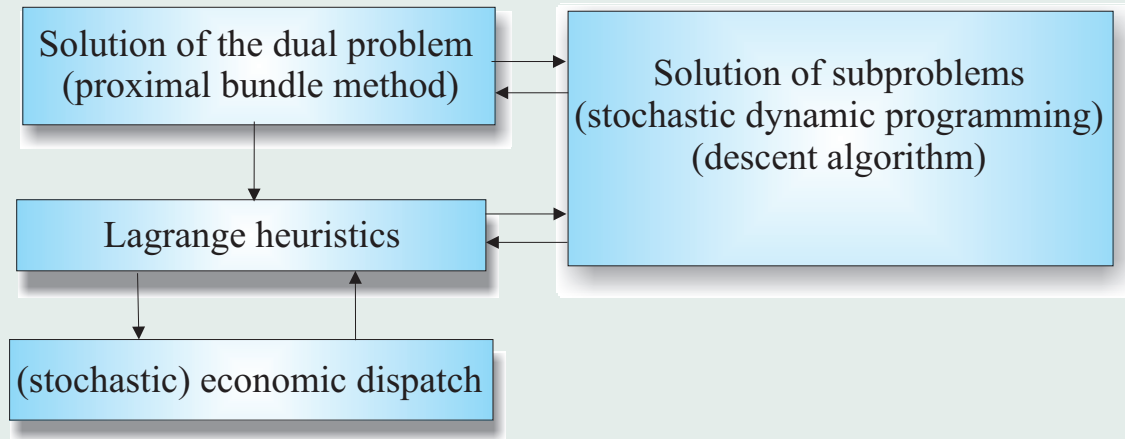 Solution of the dual problem
(proximal bundle method)
Solution of subproblems
(stochastic dynamic programming)
(descent algorithm)
Lagrange heuristics
(stochastic) economic dispatch